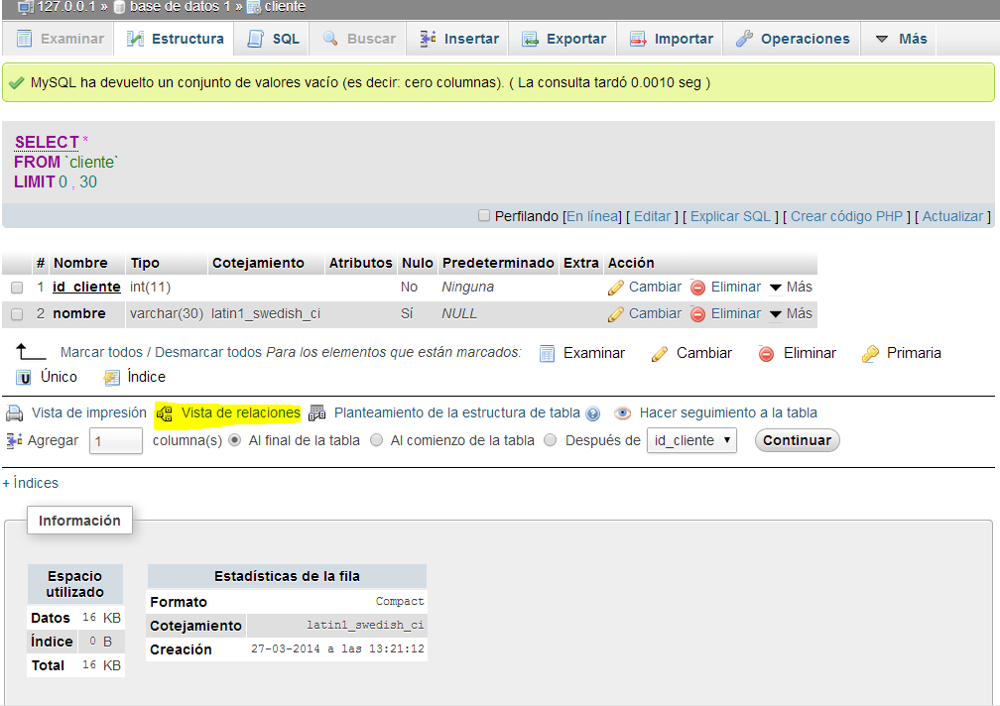 127.0.0.1 » base de datos 1 » cliente
Examinar Estructura SQL Buscar Insertar Exportar Importar Operaciones Más
MySQL ha devuelto un conjunto de valores vacío (es decir: cero columnas). ( La consulta tardó 0.0010 seg )
SELECT *
FROM `cliente`
LIMIT 0 , 30
Perfilando [En línea] [ Editar ] [ Explicar SQL ] [ Crear código PHP ] [ Actualizar ]
# Nombre Tipo Cotejamiento Atributos Nulo Predeterminado Extra Acción
1 id_cliente int(11) No Ninguna Cambiar Eliminar Más
2 nombre varchar(30) latin1_swedish_ci Sí NULL Cambiar Eliminar Más
Marcar todos / Desmarcar todos Para los elementos que están marcados: Examinar Cambiar Eliminar Primaria
U Único Índice
Vista de impresión Vista de relaciones Planteamiento de la estructura de tabla Hacer seguimiento a la tabla
Agregar 1 columna(s) Al final de la tabla Al comienzo de la tabla Después de id_cliente Continuar
+ Índices
Información
Espacio utilizado
Datos 16 KB
Índice 0 B
Total 16 KB
Estadísticas de la fila
Formato Compact
Cotejamiento latin1_swedish_ci
Creación 27-03-2014 a las 13:21:12